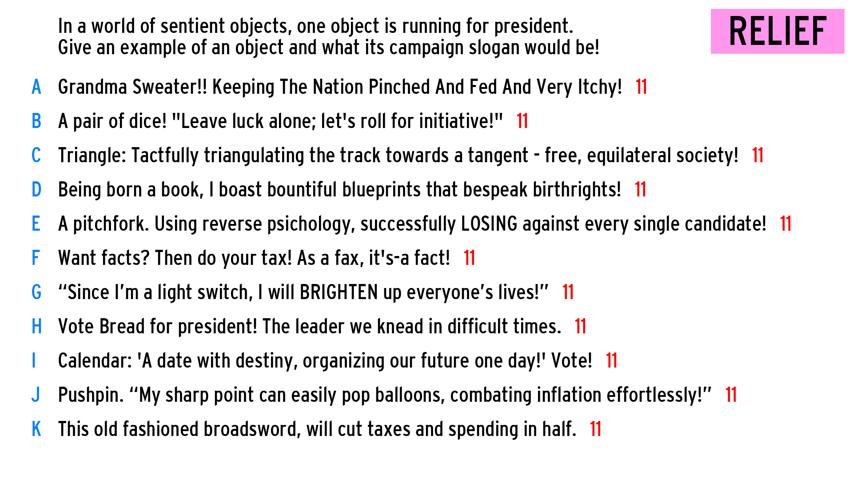 In a world of sentient objects, one object is running for president.
Give an example of an object and what its campaign slogan would be!
RELIEF
A Grandma Sweater!! Keeping The Nation Pinched And Fed And Very Itchy! 11
B A pair of dice! "Leave luck alone; let's roll for initiative!" 11
C Triangle: Tactfully triangulating the track towards a tangent - free, equilateral society! 11
D Being born a book, I boast bountiful blueprints that bespeak birthrights! 11
E A pitchfork. Using reverse psichology, successfully LOSING against every single candidate! 11
F Want facts? Then do your tax! As a fax, it's-a fact! 11
G “Since I’m a light switch, I will BRIGHTEN up everyone’s lives!” 11
H Vote Bread for president! The leader we knead in difficult times. 11
I Calendar: 'A date with destiny, organizing our future one day!' Vote! 11
J Pushpin. “My sharp point can easily pop balloons, combating inflation effortlessly!” 11
K This old fashioned broadsword, will cut taxes and spending in half. 11